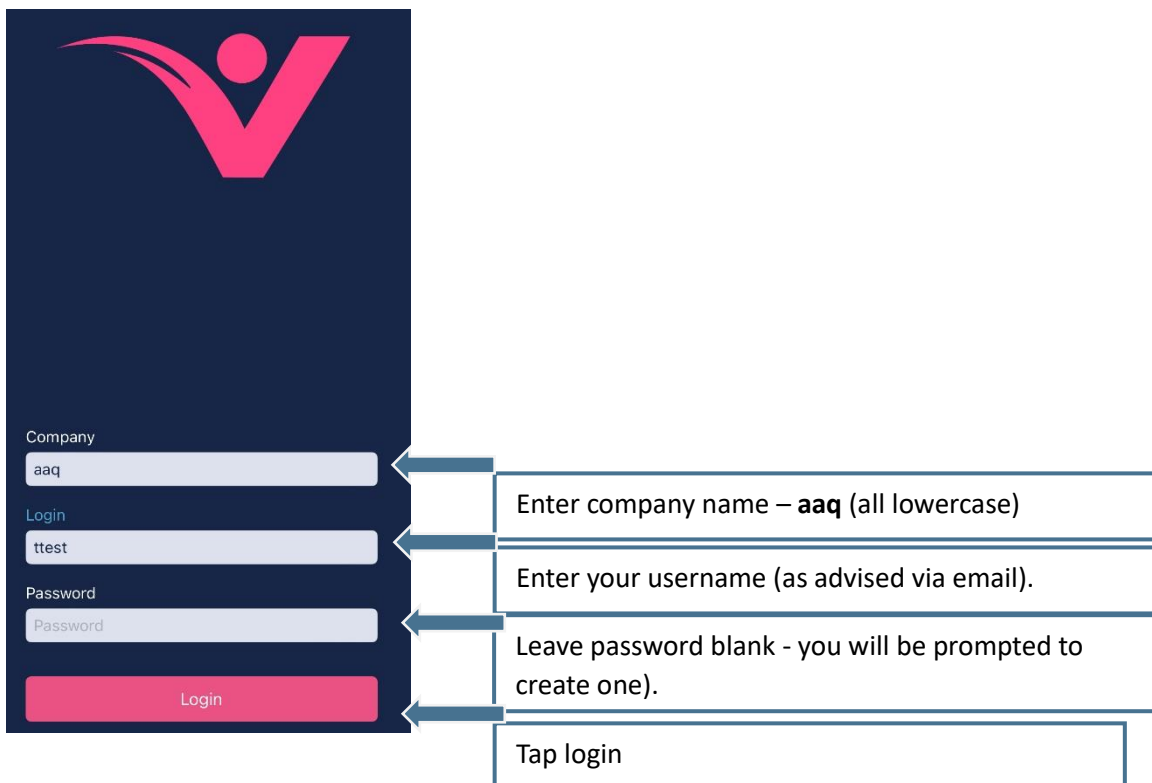 Company
aaq
Enter company name – aaq (all lowercase)
Login
ttest
Enter your username (as advised via email).
Password
Password
Leave password blank - you will be prompted to
create one).
Login
Tap login